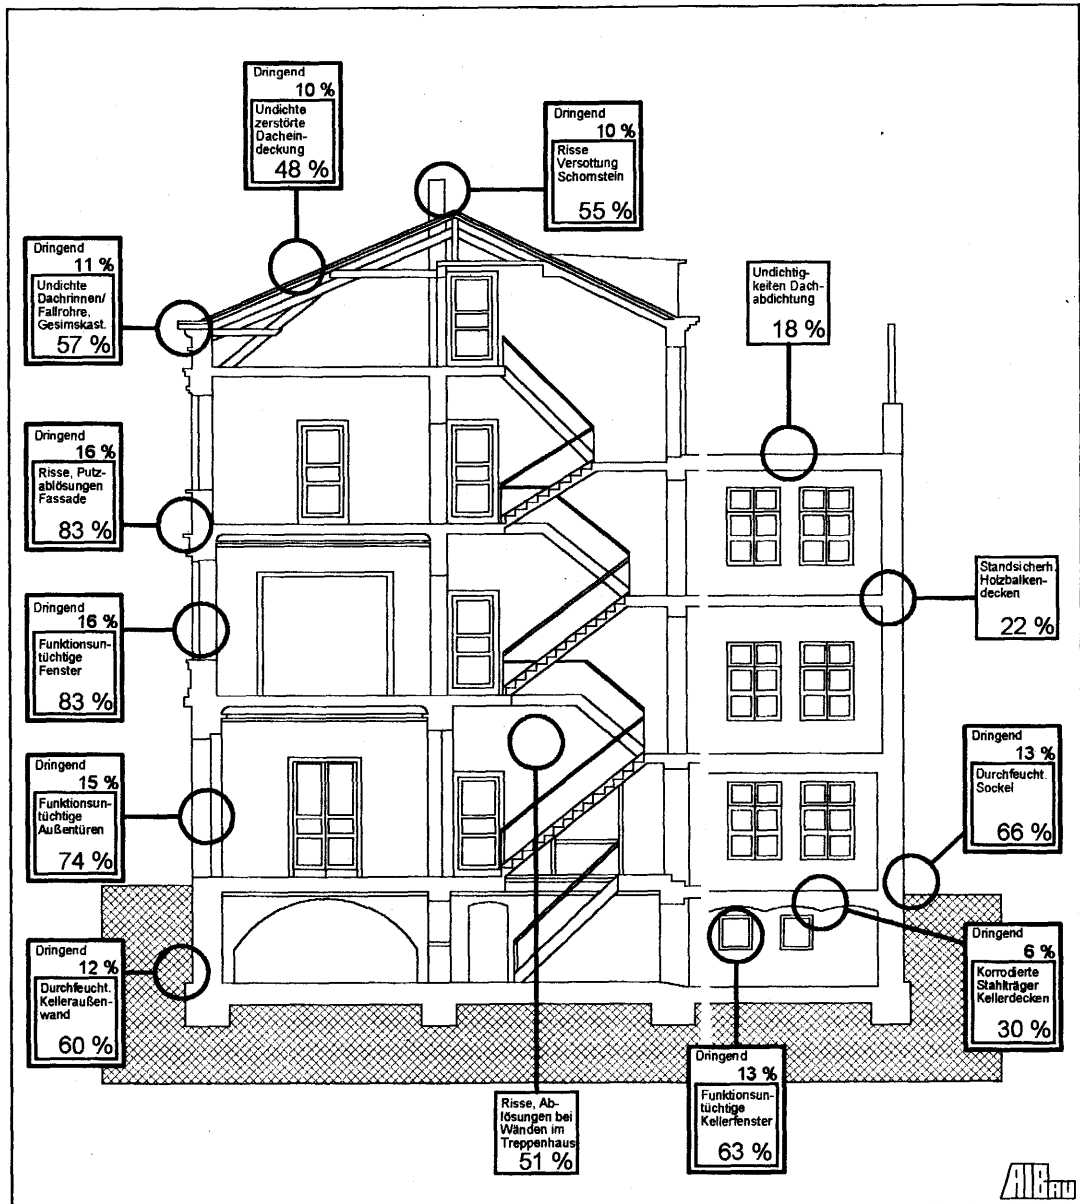 Dringend
10 %
Undichte
zerstörte
Dachein-
deckung
48 %
Dringend
10 %
Risse
Versottung
Schornstein
55 %
Dringend
11 %
Undichte
Dachrinnen/
Fallrohre,
Gesimskast.
57 %
Undichtig-
keiten Dach-
abdichtung
18 %
Dringend
16 %
Risse, Putz-
ablösungen
Fassade
83 %
Standsicherh.
Holzbalken-
decken
22 %
Dringend
16 %
Funktionsun-
tüchtige
Fenster
83 %
Dringend
15 %
Funktionsun-
tüchtige
Außentüren
74 %
Dringend
13 %
Durchfeucht.
Sockel
66 %
Dringend
12 %
Durchfeucht.
Kelleraußen-
wand
60 %
Dringend
6 %
Korrodierte
Stahlträger
Kellerdecken
30 %
Risse, Ab-
lösungen bei
Wänden im
Treppenhaus
51 %
Dringend
13 %
Funktionsun-
tüchtige
Kellerfenster
63 %
AltBau